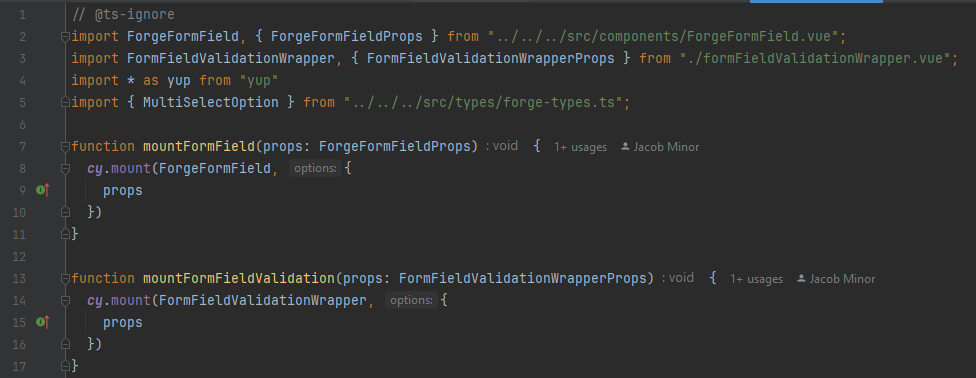 1 // @ts-ignore
2 import ForgeFormField, { ForgeFormFieldProps } from "../../../src/components/ForgeFormField.vue";
3 import FormFieldValidationWrapper, { FormFieldValidationWrapperProps } from "./formFieldValidationWrapper.vue";
4 import * as yup from "yup"
5 import { MultiSelectOption } from "../../../src/types/forge-types.ts";
6
7 function mountFormField(props: ForgeFormFieldProps) :void { 1+ usages Jacob Minor
8 cy.mount(ForgeFormField, options: {
9 props
10 })
11 }
12
13 function mountFormFieldValidation(props: FormFieldValidationWrapperProps) :void { 1+ usages Jacob Minor
14 cy.mount(FormFieldValidationWrapper, options: {
15 props
16 })
17 }